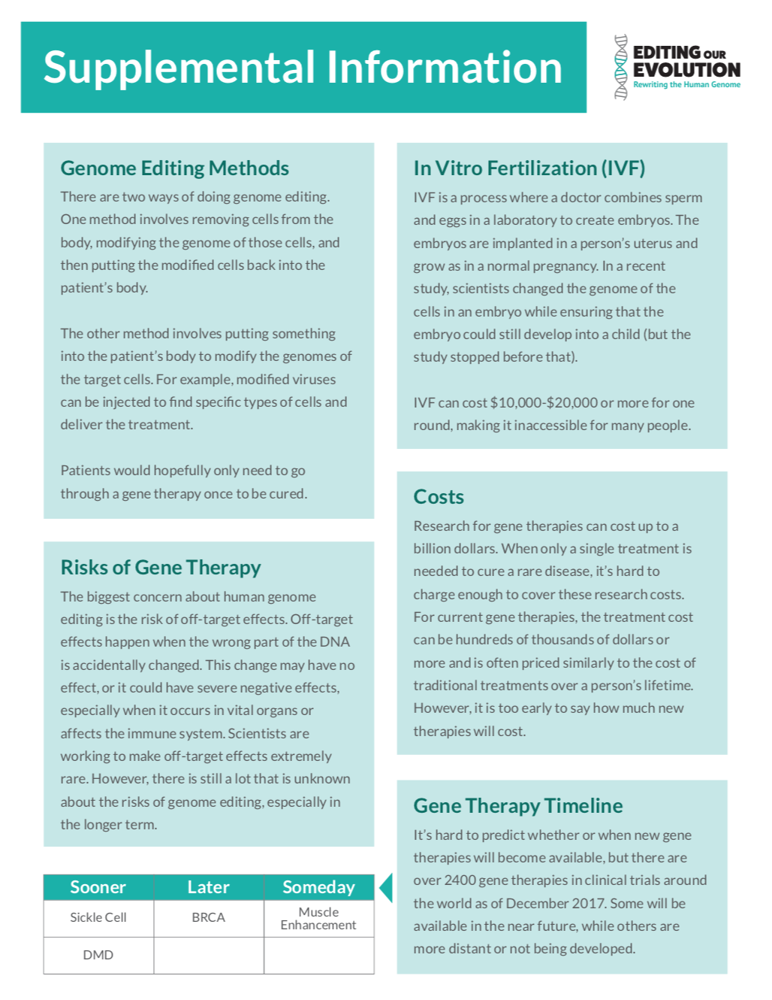 Supplemental Information
EDITING OUR
EVOLUTION
Rewriting the Human Genome
Genome Editing Methods
There are two ways of doing genome editing.
One method involves removing cells from the
body, modifying the genome of those cells, and
then putting the modified cells back into the
patient's body.
The other method involves putting something
into the patient's body to modify the genomes of
the target cells. For example, modified viruses
can be injected to find specific types of cells and
deliver the treatment.
Patients would hopefully only need to go
through a gene therapy once to be cured.
Risks of Gene Therapy
The biggest concern about human genome
editing is the risk of off-target effects. Off-target
effects happen when the wrong part of the DNA
is accidentally changed. This change may have no
effect, or it could have severe negative effects,
especially when it occurs in vital organs or
affects the immune system. Scientists are
working to make off-target effects extremely
rare. However, there is still a lot that is unknown
about the risks of genome editing, especially in
the longer term.
In Vitro Fertilization (IVF)
IVF is a process where a doctor combines sperm
and eggs in a laboratory to create embryos. The
embryos are implanted in a person's uterus and
grow as in a normal pregnancy. In a recent
study, scientists changed the genome of the
cells in an embryo while ensuring that the
embryo could still develop into a child (but the
study stopped before that).
IVF can cost $10,000-$20,000 or more for one
round, making it inaccessible for many people.
Costs
Research for gene therapies can cost up to a
billion dollars. When only a single treatment is
needed to cure a rare disease, it's hard to
charge enough to cover these research costs.
For current gene therapies, the treatment cost
can be hundreds of thousands of dollars or
more and is often priced similarly to the cost of
traditional treatments over a person's lifetime.
However, it is too early to say how much new
therapies will cost.
Gene Therapy Timeline
It's hard to predict whether or when new gene
therapies will become available, but there are
over 2400 gene therapies in clinical trials around
the world as of December 2017. Some will be
available in the near future, while others are
more distant or not being developed.
Sooner Later Someday
Sickle Cell BRCA Muscle
Enhancement
DMD